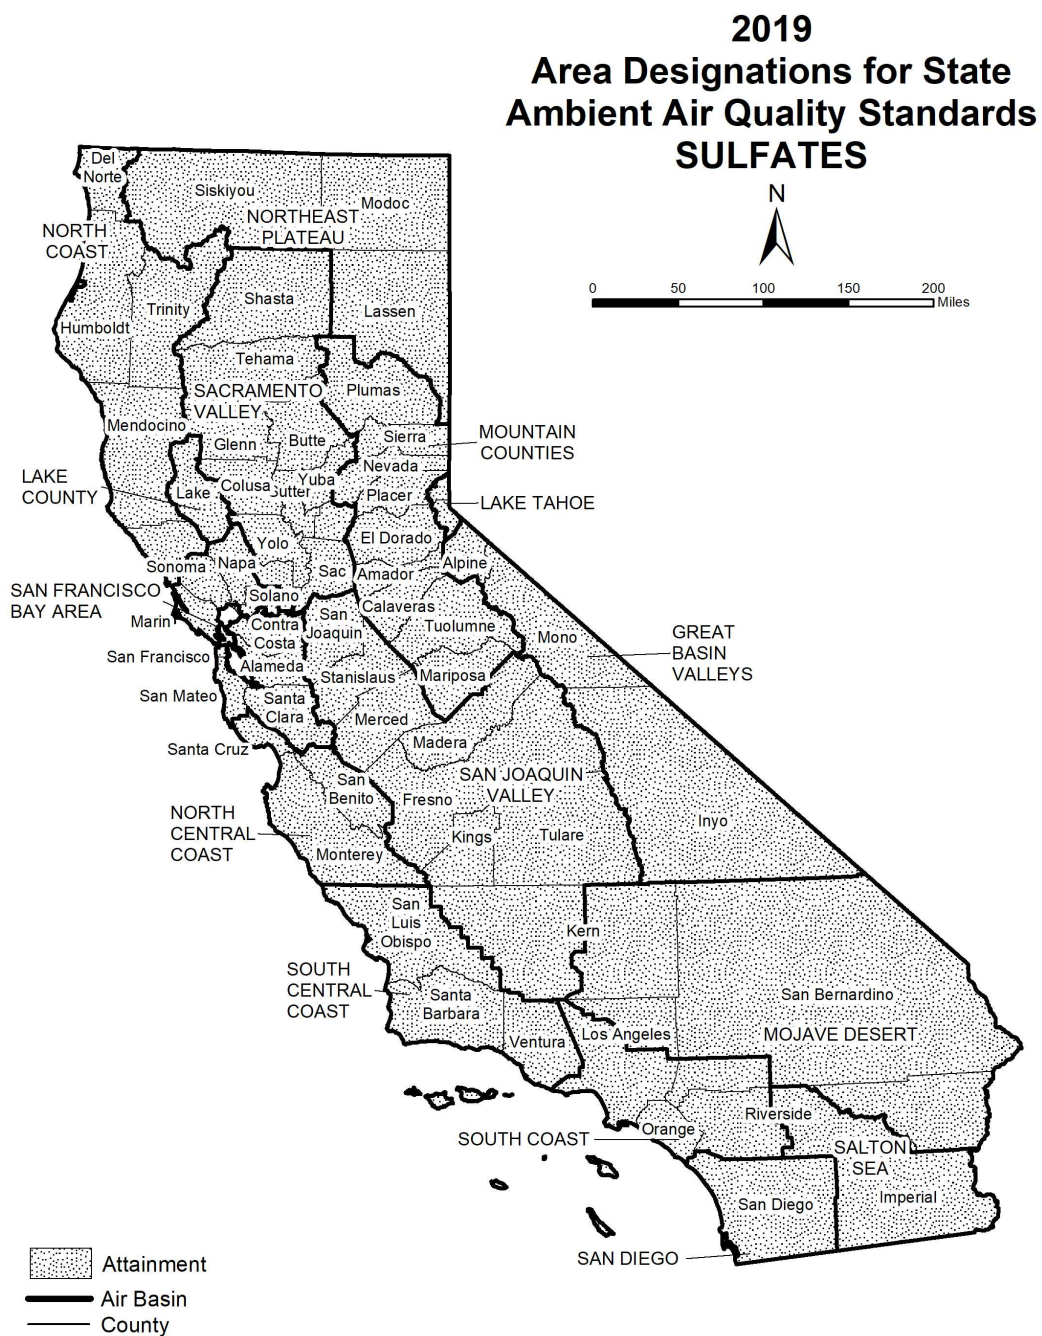 2019
Area Designations for State
Ambient Air Quality Standards
SULFATES
N
0 50 100 150 200
Miles
Del
Norte
Siskiyou
Modoc
NORTHEAST
PLATEAU
NORTH
COAST
Shasta
Trinity
Lassen
Humboldt
Tehama
SACRAMENTO
VALLEY
Plumas
Mendocino
Glenn
Butte
Sierra
MOUNTAIN
COUNTIES
Nevada
LAKE
COUNTY
Lake
Colusa
Sutter
Yuba
Placer
LAKE TAHOE
Yolo
El Dorado
Sonoma
Napa
Sac
Amador
Alpine
SAN FRANCISCO
BAY AREA
Solano
Marin
Contra
Costa
San
Joaquin
Calaveras
Tuolumne
Mono
GREAT
BASIN
VALLEYS
San Francisco
Alameda
Stanislaus
Mariposa
San Mateo
Santa
Clara
Merced
Santa Cruz
Madera
San
Benito
Fresno
SAN JOAQUIN
VALLEY
NORTH
CENTRAL
COAST
Kings
Tulare
Inyo
Monterey
San
Luis
Obispo
Kern
SOUTH
CENTRAL
COAST
Santa
Barbara
San Bernardino
Ventura
Los Angeles
MOJAVE DESERT
Orange
Riverside
SOUTH COAST
SALTON
SEA
San Diego
Imperial
SAN DIEGO
Attainment
Air Basin
County